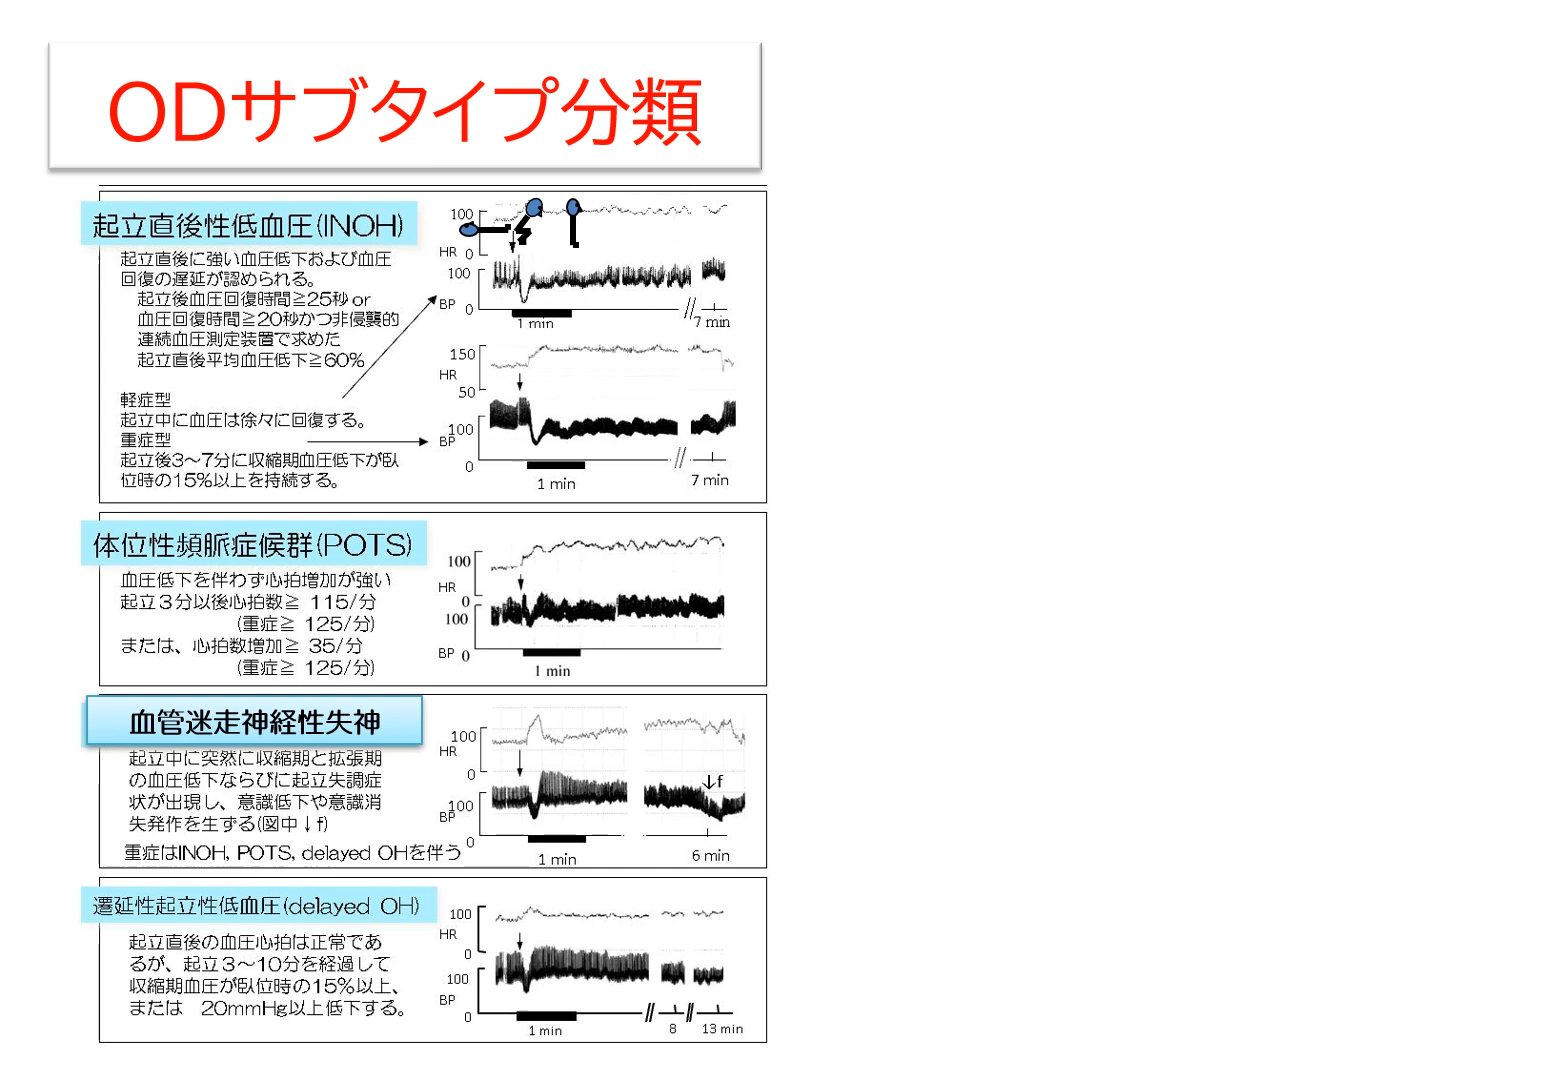 ODサブタイプ分類
起立直後性低血圧(INOH)
起立直後に強い血圧低下および血圧
回復の遅延が認められる。
起立後血圧回復時間≧25秒 or
血圧回復時間≧20秒かつ非侵襲的
連続血圧測定装置で求めた
起立直後平均血圧低下≧60%
軽症型
起立中に血圧は徐々に回復する。
重症型
起立後3～7分に収縮期血圧低下が臥
位時の15%以上を持続する。
100
HR 0
100
BP 0
1 min
7 min
150
HR
50
100
BP
0
1 min
7 min
体位性頻脈症候群(POTS)
血圧低下を伴わず心拍増加が強い
起立3分以後心拍数≧ 115/分
(重症≧ 125/分)
または、心拍数増加≧ 35/分
(重症≧ 125/分)
100
HR
0
100
BP 0
1 min
血管迷走神経性失神
起立中に突然に収縮期と拡張期
の血圧低下ならびに起立失調症
状が出現し、意識低下や意識消
失発作を生ずる(図中↓f)
重症はINOH, POTS, delayed OHを伴う
100
HR
0
↓f
100
BP
0
1 min
6 min
遷延性起立性低血圧(delayed OH)
起立直後の血圧心拍は正常であ
るが、起立3～10分を経過して
収縮期血圧が臥位時の15%以上、
または 20mmHg以上低下する。
100
HR
0
100
BP
0
1 min
8
13 min